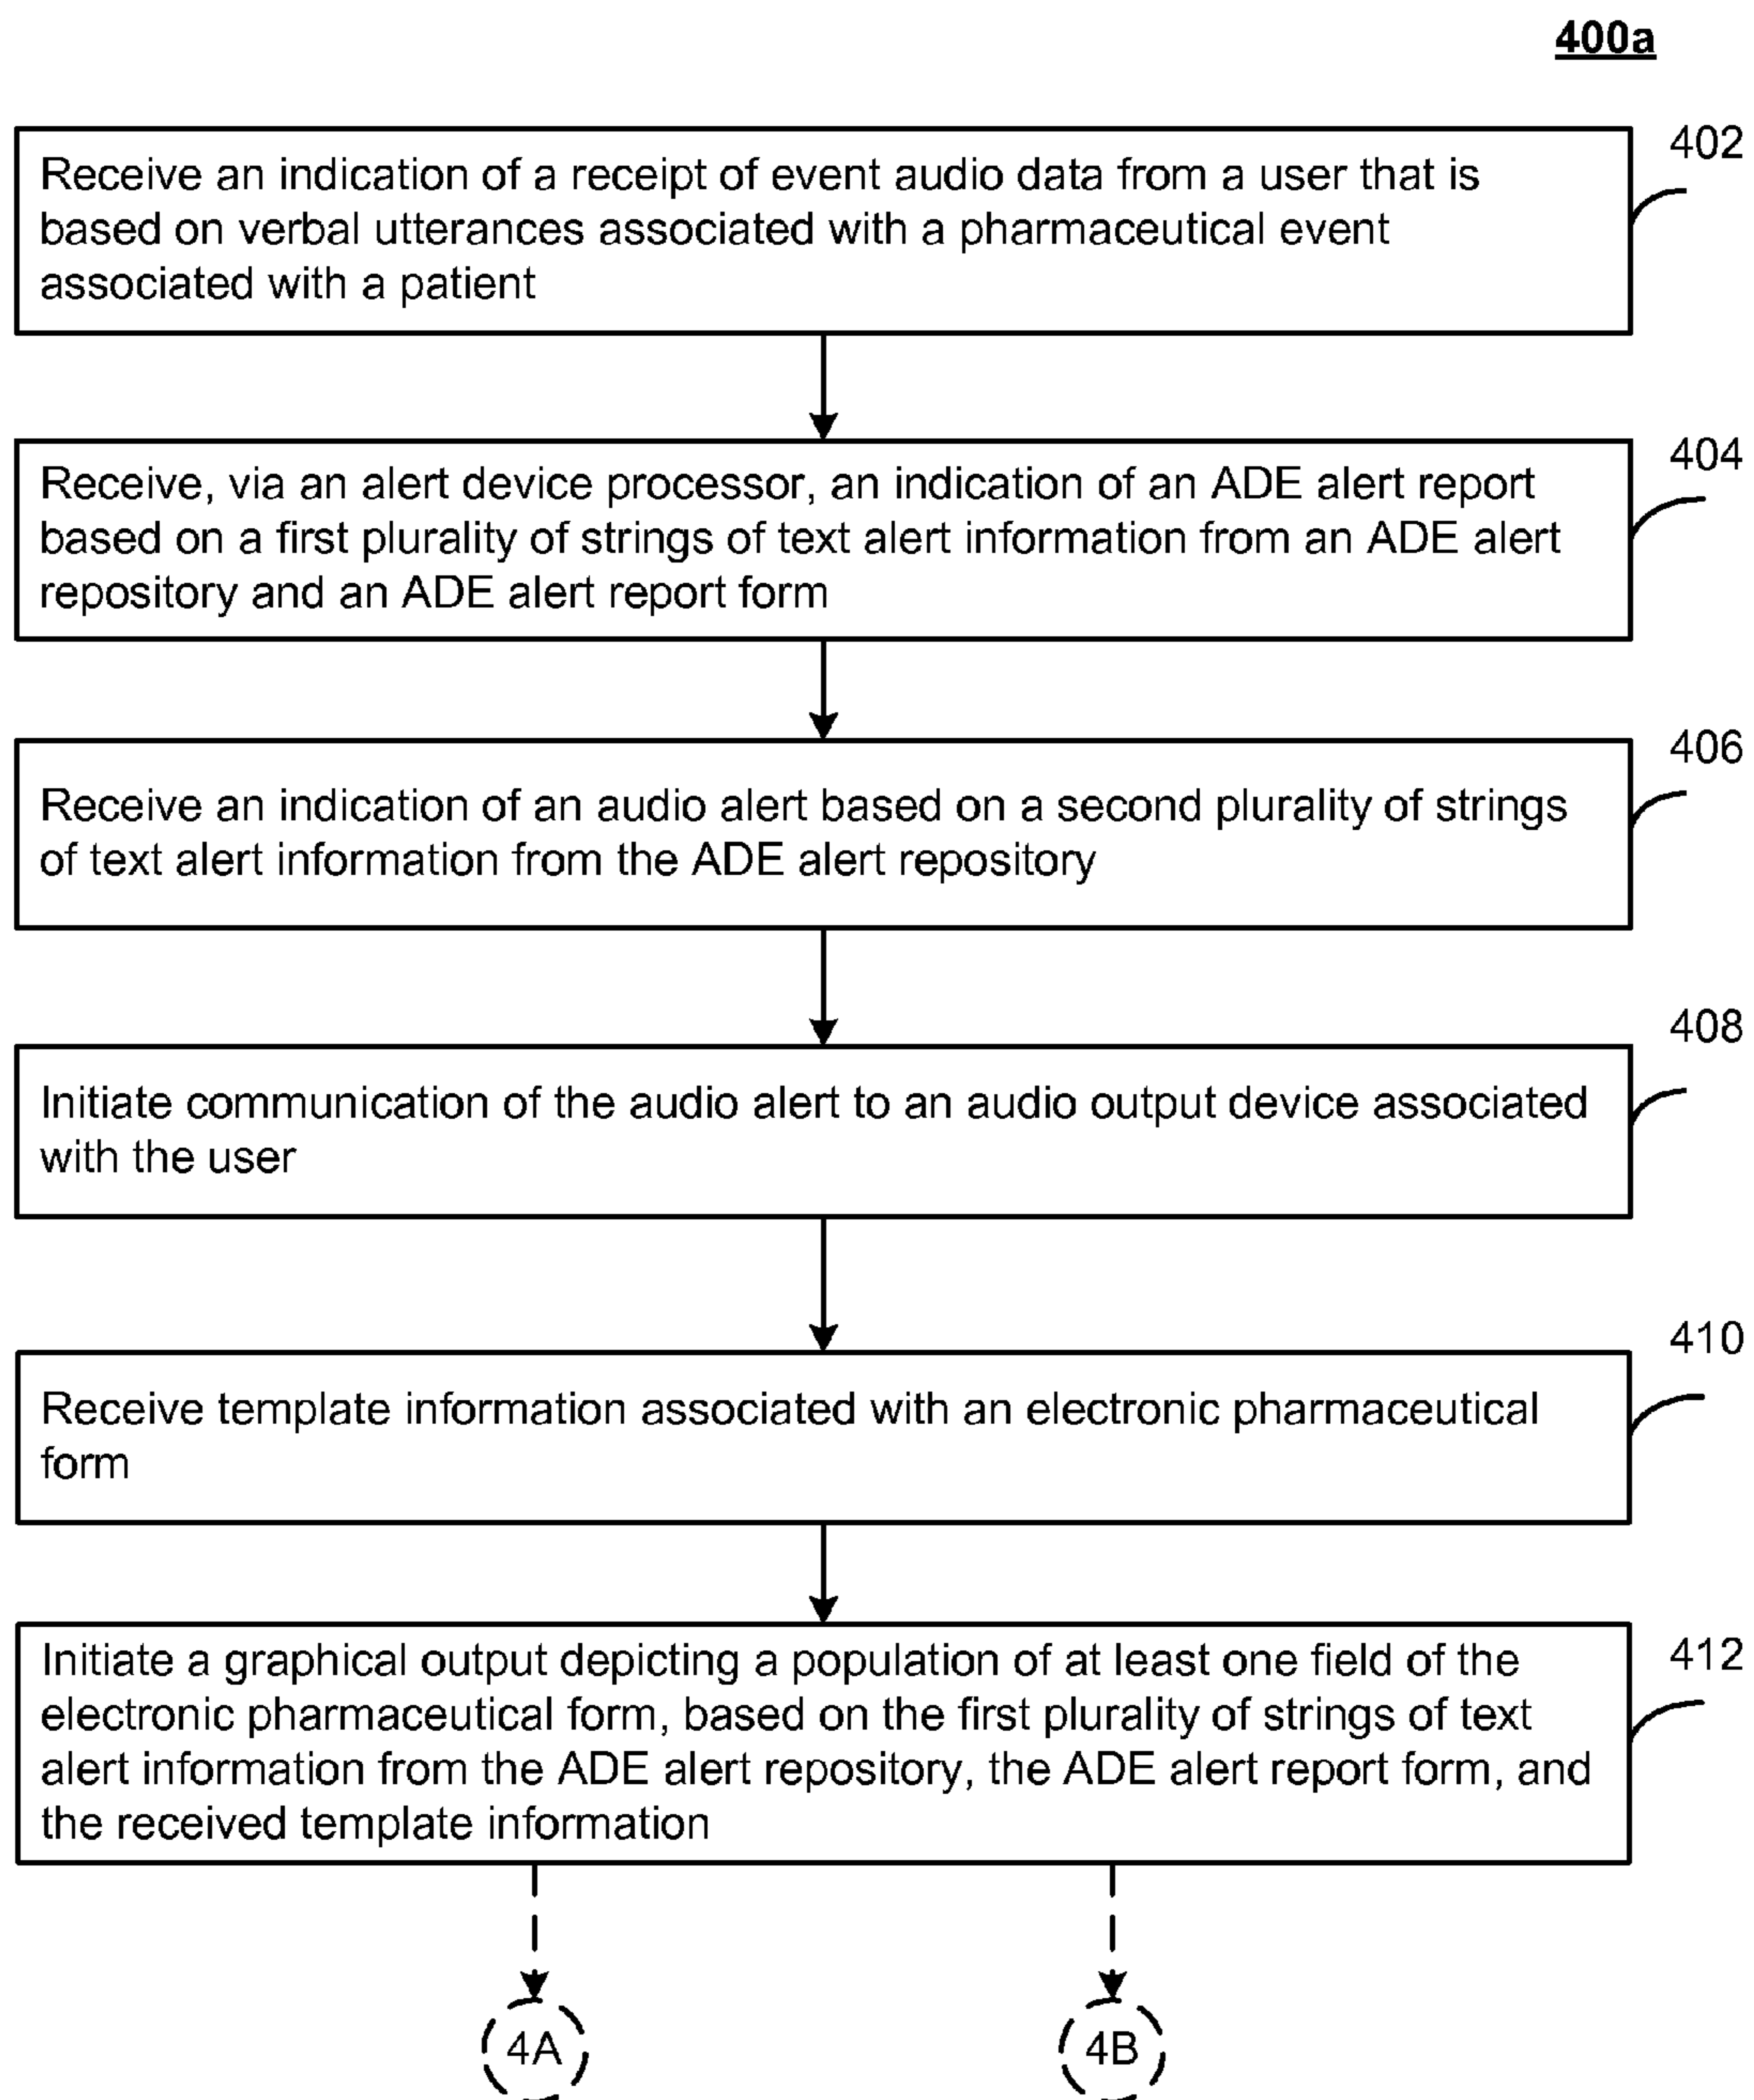 400a
402
Receive an indication of a receipt of event audio data from a user that is
based on verbal utterances associated with a pharmaceutical event
associated with a patient
404
Receive, via an alert device processor, an indication of an ADE alert report
based on a first plurality of strings of text alert information from an ADE alert
repository and an ADE alert report form
406
Receive an indication of an audio alert based on a second plurality of strings
of text alert information from the ADE alert repository
408
Initiate communication of the audio alert to an audio output device associated
with the user
410
Receive template information associated with an electronic pharmaceutical
form
412
Initiate a graphical output depicting a population of at least one field of the
electronic pharmaceutical form, based on the first plurality of strings of text
alert information from the ADE alert repository, the ADE alert report form, and
the received template information
4A
4B